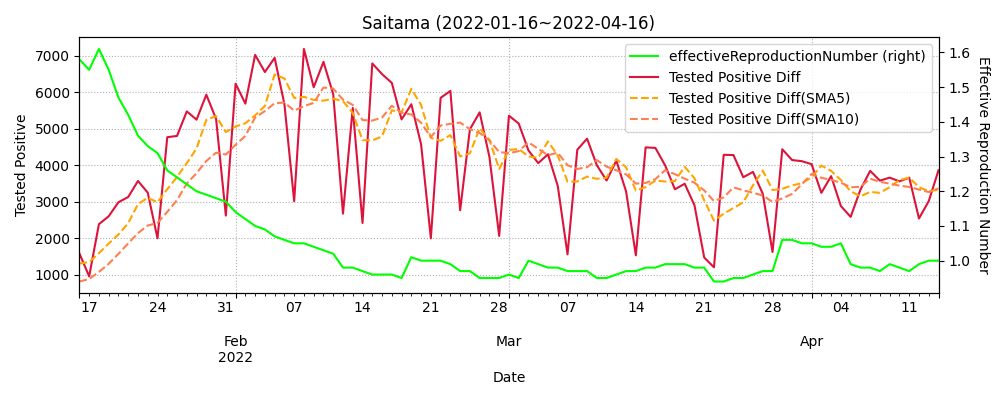 Saitama (2022-01-16~2022-04-16)
effectiveReproductionNumber (right)
Tested Positive Diff
Tested Positive Diff(SMA5)
Tested Positive Diff(SMA10)
Tested Positive
7000
6000
5000
4000
3000
2000
1000
Effective Reproduction Number
1.6
1.5
1.4
1.3
1.2
1.1
1.0
17 24 31 07 14 21 28 07 14 21 28 04 11
Feb Mar Apr
2022
Date